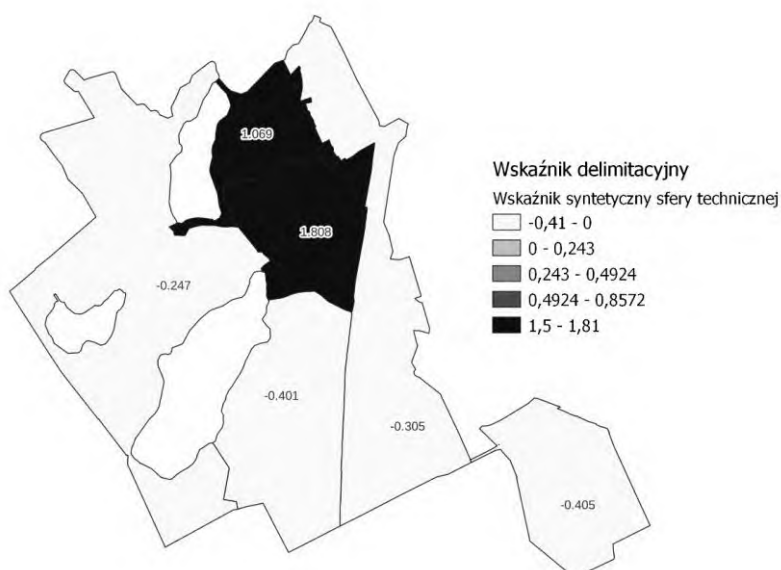 1.069
1.808
-0.247
-0.401
-0.305
-0.405
Wskaźnik delimitacyjny
Wskaźnik syntetyczny sfery technicznej
-0,41 - 0
0 - 0,243
0,243 - 0,4924
0,4924 - 0,8572
1,5 - 1,81